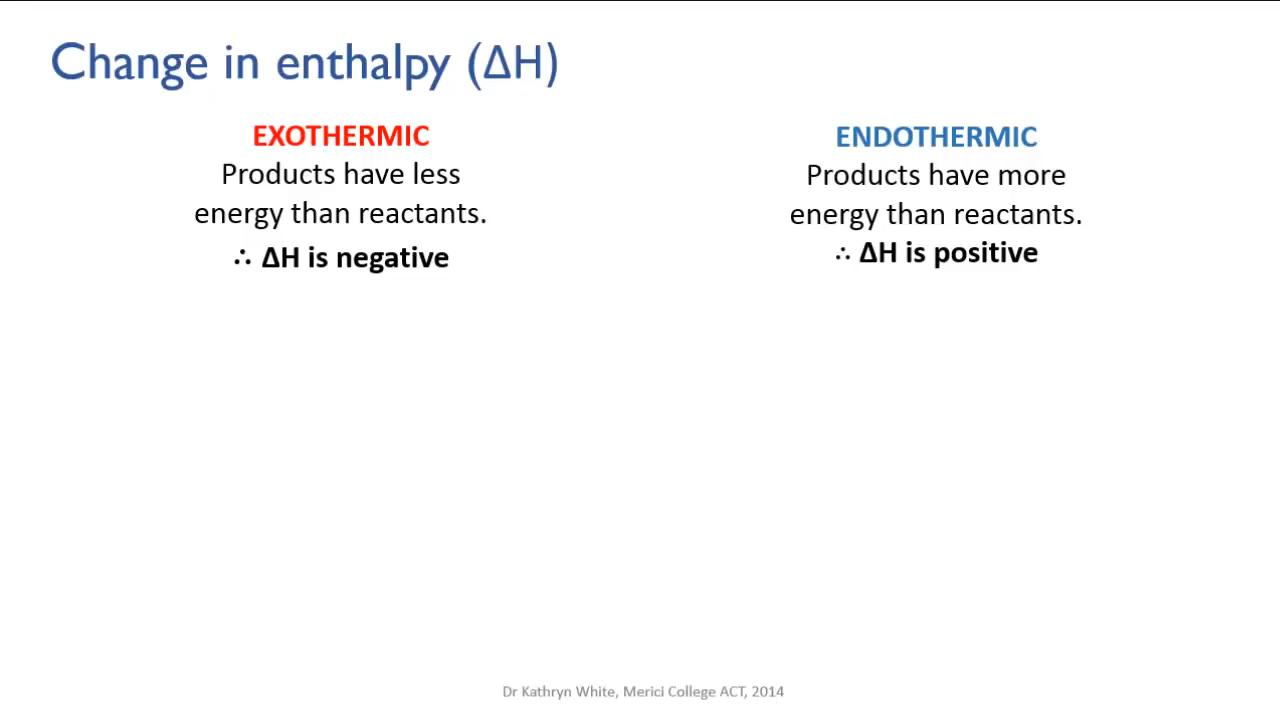 Change in enthalpy (ΔH)
EXOTHERMIC
Products have less
energy than reactants.
∴ ΔH is negative
ENDOTHERMIC
Products have more
energy than reactants.
∴ ΔH is positive
Dr Kathryn White, Merici College ACT, 2014